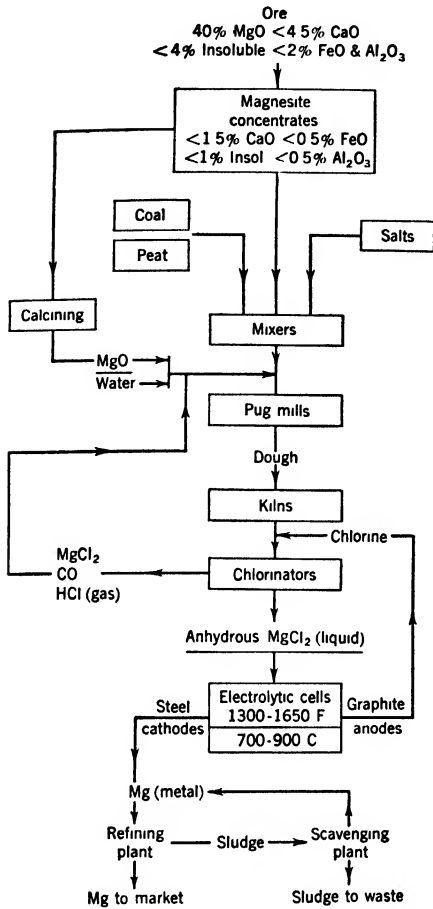 Ore
40% MgO <4 5% CaO
<4% Insoluble <2% FeO & Al₂O₃
Magnesite
concentrates
<1 5% CaO <0 5% FeO
<1% Insol <0 5% Al₂O₃
Coal
Peat
Salts
Calcining
Mixers
MgO
Water
Pug mills
Dough
Kilns
Chlorine
MgCl₂
CO
HCl (gas)
Chlorinators
Anhydrous MgCl₂ (liquid)
Steel
cathodes
Electrolytic cells
1300-1650 F
700-900 C
Graphite
anodes
Mg (metal)
Refining
plant
Sludge
Scavenging
plant
Mg to market
Sludge to waste